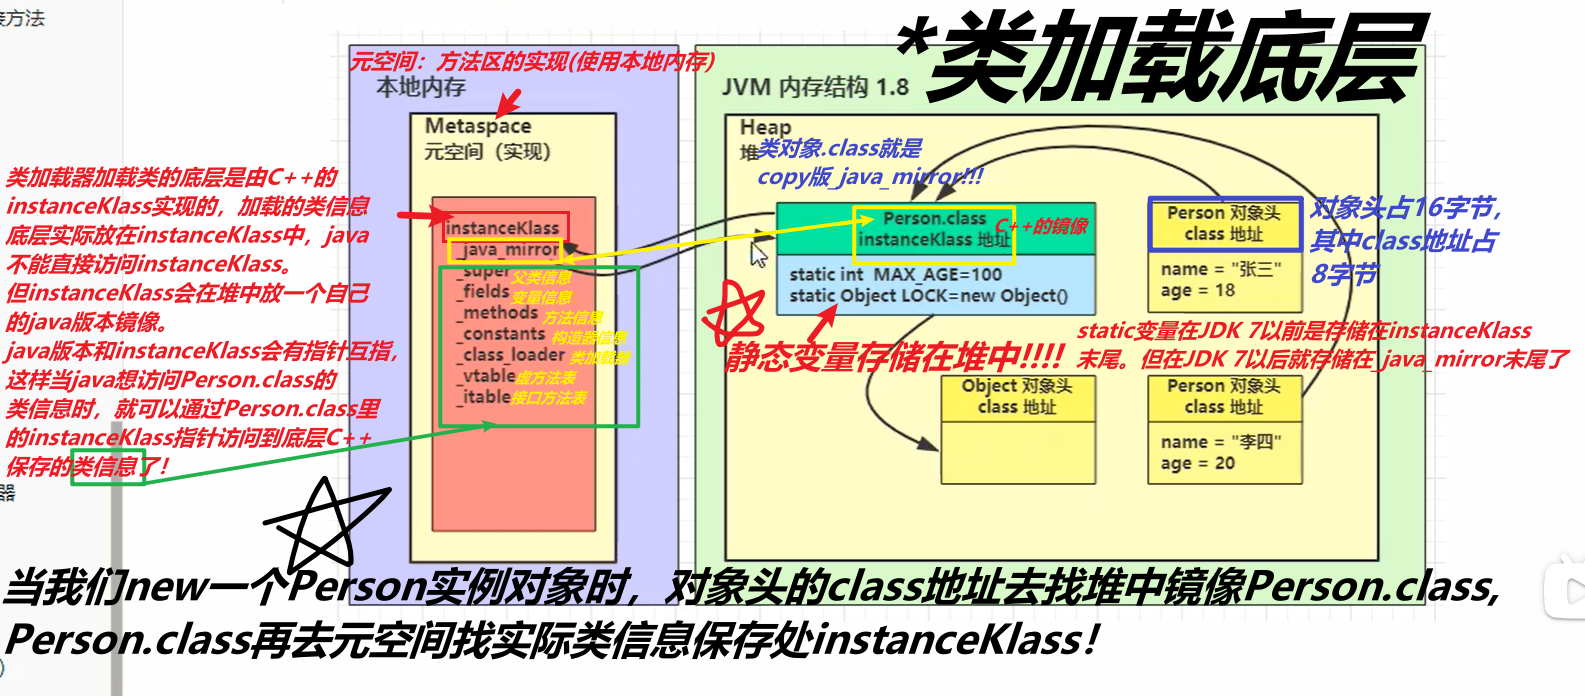 接方法
*类加载底层
元空间：方法区的实现(使用本地内存)
本地内存
JVM 内存结构 1.8
Metaspace
元空间（实现）
Heap
堆
类对象.class就是
copy版_java_mirror!!!
类加载器加载类的底层是由C++的
instanceKlass实现的，加载的类信息
底层实际放在instanceKlass中，java
不能直接访问instanceKlass。
但instanceKlass会在堆中放一个自己
的java版本镜像。
java版本和instanceKlass会有指针互指，
这样当java想访问Person.class的
类信息时，就可以通过Person.class里
的instanceKlass指针访问到底层C++
保存的类信息了！
instanceKlass
_java_mirror
_super 父类信息
_fields 变量信息
_methods 方法信息
_constants 构造器信息
_class_loader 类加载器
_vtable 虚方法表
_itable 接口方法表
Person.class
instanceKlass 地址
C++的镜像
static int MAX_AGE=100
static Object LOCK=new Object()
Person 对象头
class 地址
name = "张三"
age = 18
对象头占16字节，
其中class地址占
8字节
静态变量存储在堆中!!!!
static变量在JDK 7以前是存储在instanceKlass
末尾。但在JDK 7以后就存储在_java_mirror末尾了
Object 对象头
class 地址
Person 对象头
class 地址
name = "李四"
age = 20
器
当我们new一个Person实例对象时，对象头的class地址去找堆中镜像Person.class,
Person.class再去元空间找实际类信息保存处instanceKlass！
)